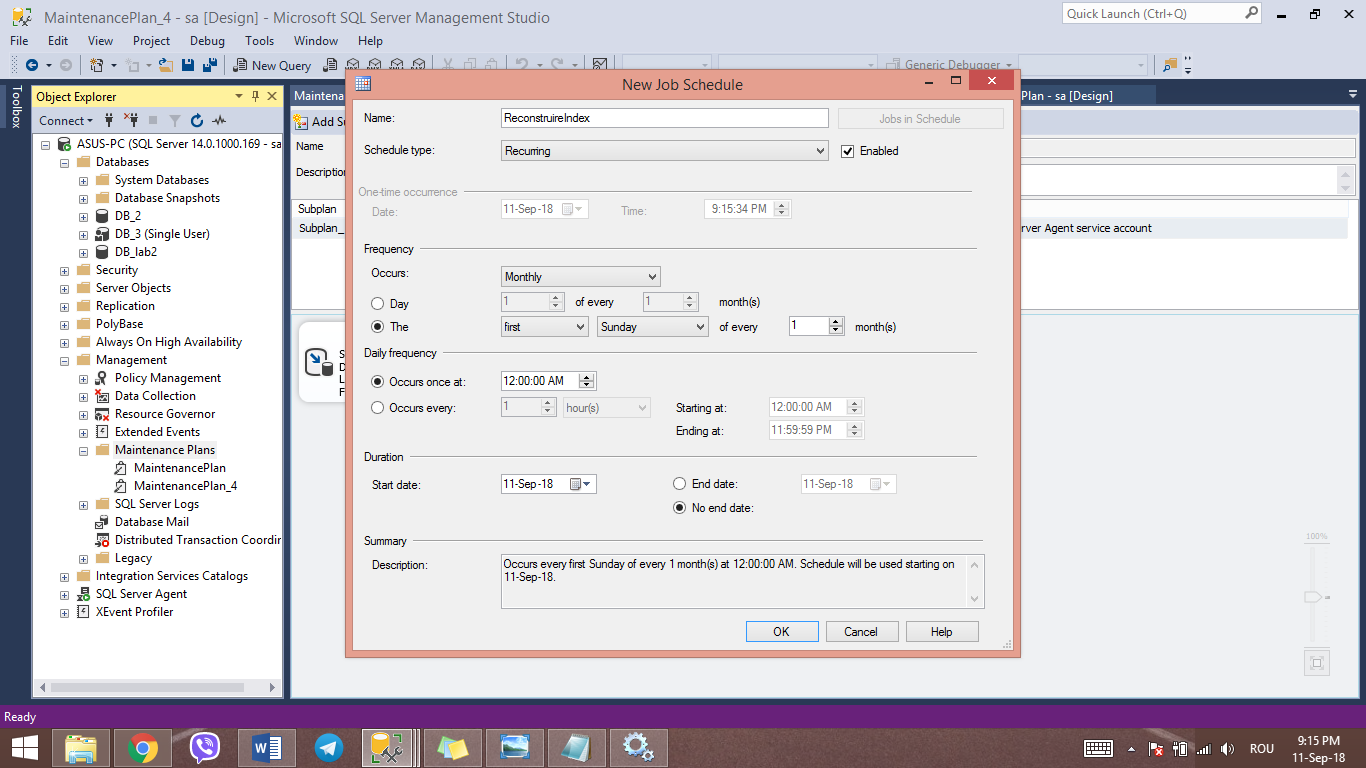 MaintenancePlan_4 - sa [Design] - Microsoft SQL Server Management Studio
Quick Launch (Ctrl+Q)
File Edit View Project Debug Tools Window Help
New Query
Generic Debugger
Toolbox
Object Explorer
Connect
ASUS-PC (SQL Server 14.0.1000.169 - sa
Databases
System Databases
Database Snapshots
DB_2
DB_3 (Single User)
DB_lab2
Security
Server Objects
Replication
PolyBase
Always On High Availability
Management
Policy Management
Data Collection
Resource Governor
Extended Events
Maintenance Plans
MaintenancePlan
MaintenancePlan_4
SQL Server Logs
Database Mail
Distributed Transaction Coordin
Legacy
Integration Services Catalogs
SQL Server Agent
XEvent Profiler
Maintena
Plan - sa [Design]
Add Su
Name
Description
Subplan
Subplan_
rver Agent service account
S
D
L
F
100%
New Job Schedule
Name: ReconstruireIndex Jobs in Schedule
Schedule type: Recurring Enabled
One-time occurrence
Date: 11-Sep-18 Time: 9:15:34 PM
Frequency
Occurs: Monthly
Day 1 of every 1 month(s)
The first Sunday of every 1 month(s)
Daily frequency
Occurs once at: 12:00:00 AM
Occurs every: 1 hour(s) Starting at: 12:00:00 AM
Ending at: 11:59:59 PM
Duration
Start date: 11-Sep-18 End date: 11-Sep-18
No end date:
Summary
Description: Occurs every first Sunday of every 1 month(s) at 12:00:00 AM. Schedule will be used starting on
11-Sep-18.
OK Cancel Help
Ready
ROU
9:15 PM
11-Sep-18